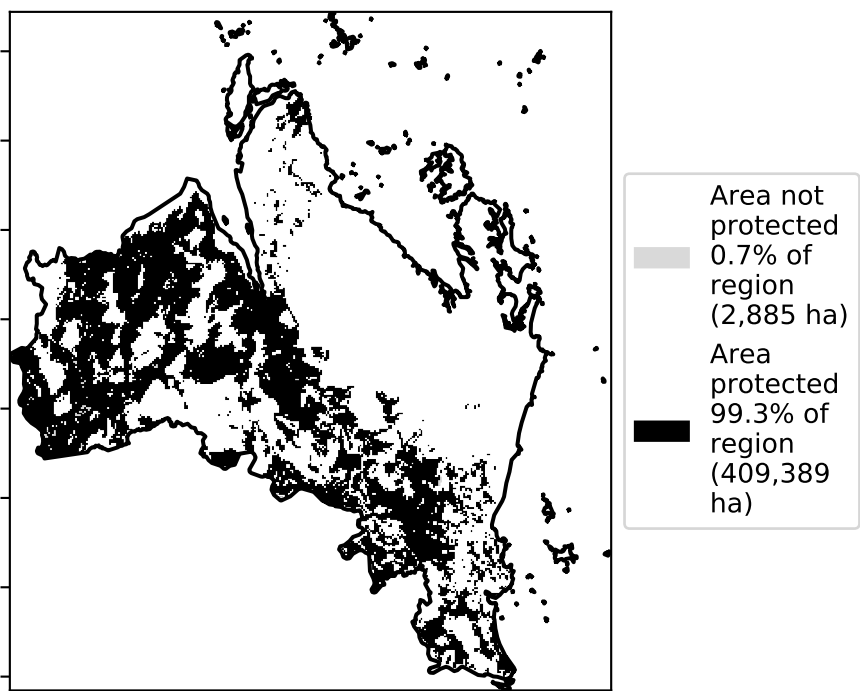 Area not
protected
0.7% of
region
(2,885 ha)
Area
protected
99.3% of
region
(409,389
ha)